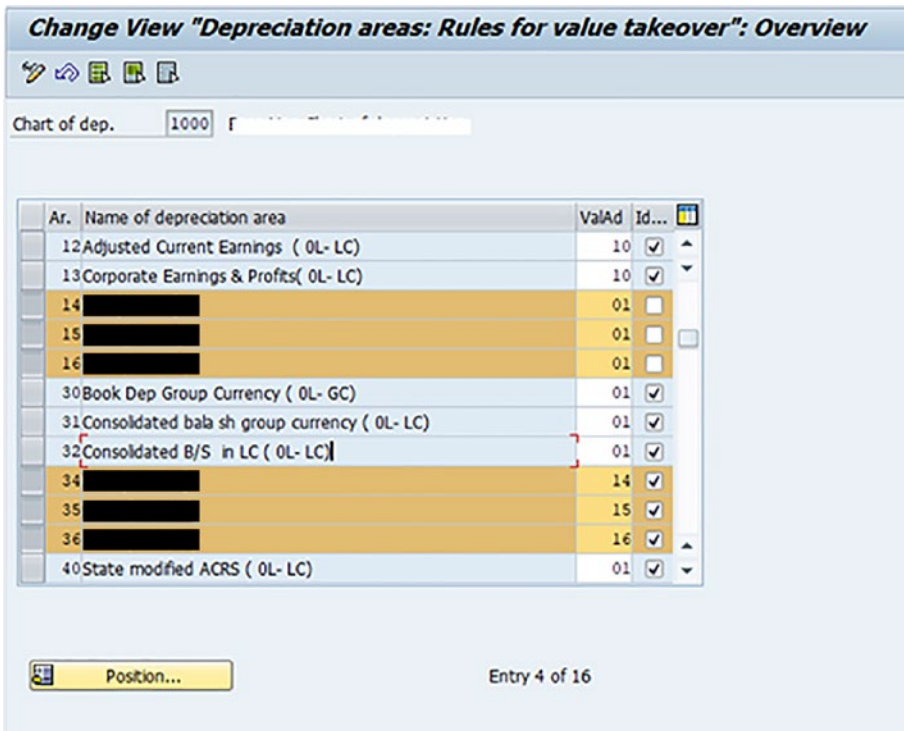 Change View "Depreciation areas: Rules for value takeover": Overview
Chart of dep. 1000
Ar. Name of depreciation area ValAd Id...
12 Adjusted Current Earnings ( 0L- LC) 10
13 Corporate Earnings & Profits( 0L- LC) 10
14 01
15 01
16 01
30 Book Dep Group Currency ( 0L- GC) 01
31 Consolidated bala sh group currency ( 0L- LC) 01
32 Consolidated B/S in LC ( 0L- LC) 01
34 14
35 15
36 16
40 State modified ACRS ( 0L- LC) 01
Position... Entry 4 of 16